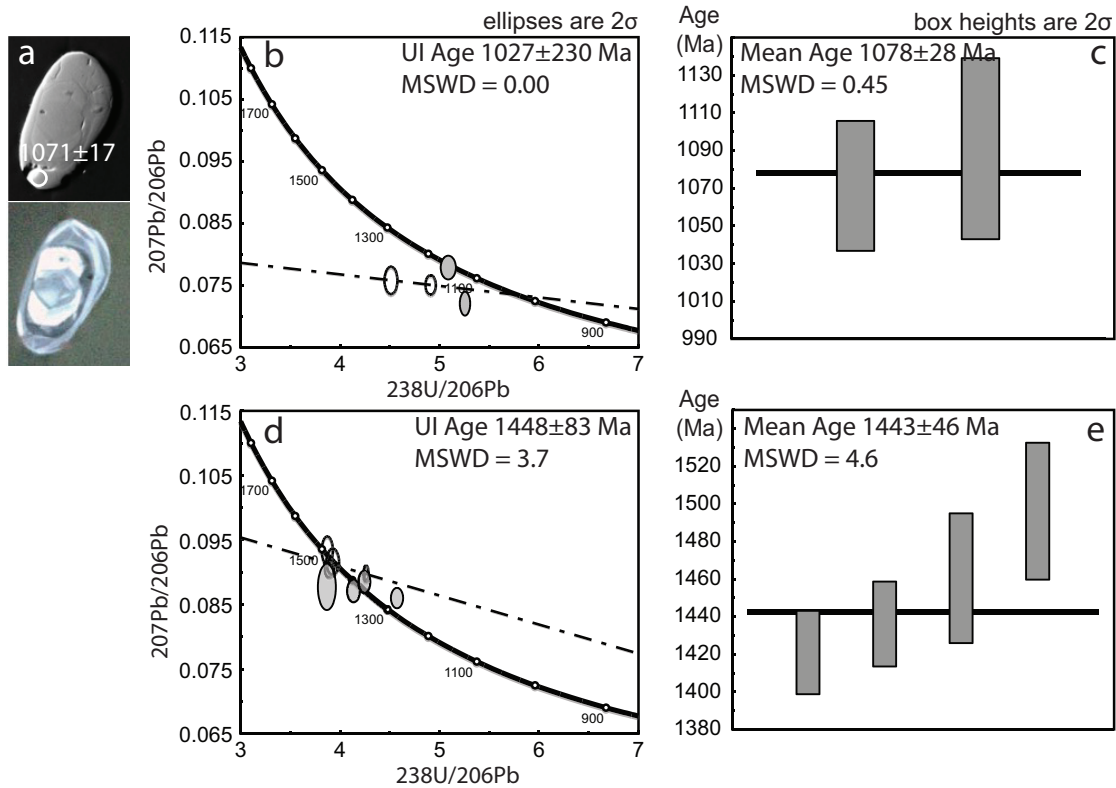 ellipses are 2σ
box heights are 2σ
a
1071±17
b
UI Age 1027±230 Ma
MSWD = 0.00
0.115
0.105
0.095
0.085
0.075
0.065
207Pb/206Pb
1700
1500
1300
1100
900
3
4
5
6
7
238U/206Pb
Age
(Ma)
c
Mean Age 1078±28 Ma
MSWD = 0.45
1130
1110
1090
1070
1050
1030
1010
990
d
UI Age 1448±83 Ma
MSWD = 3.7
0.115
0.105
0.095
0.085
0.075
0.065
207Pb/206Pb
1700
1500
1300
1100
900
3
4
5
6
7
238U/206Pb
Age
(Ma)
e
Mean Age 1443±46 Ma
MSWD = 4.6
1520
1500
1480
1460
1440
1420
1400
1380